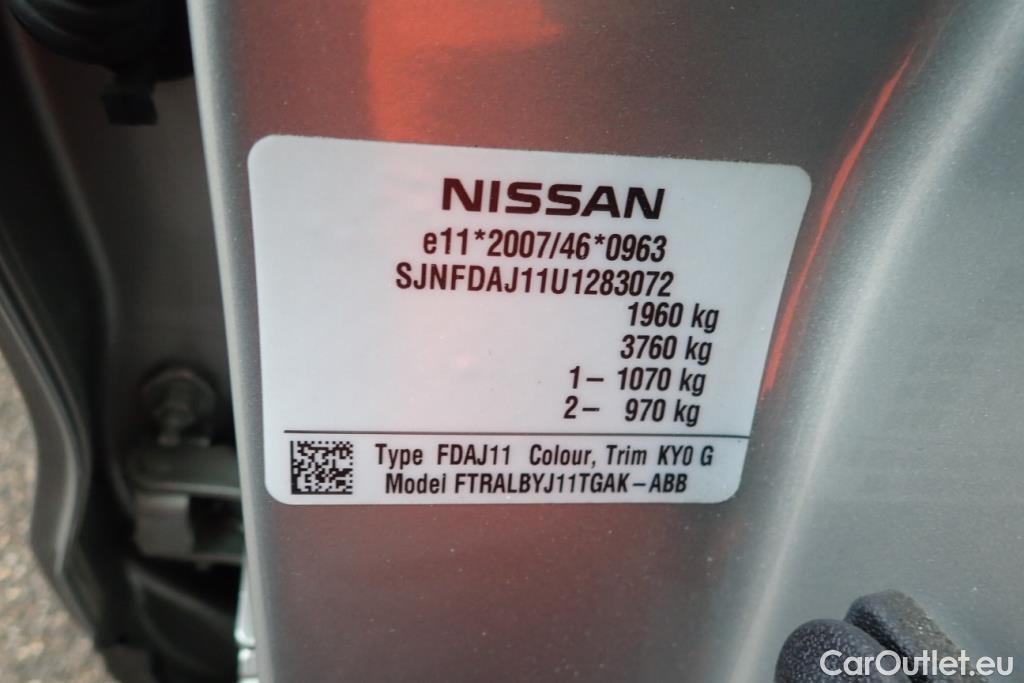 NISSAN
e11*2007/46*0963
SJNFDAJ11U1283072
1960 kg
3760 kg
1– 1070 kg
2– 970 kg
Type FDAJ11 Colour, Trim KY0 G
Model FTRALBYJ11TGAK–ABB
CarOutlet.eu